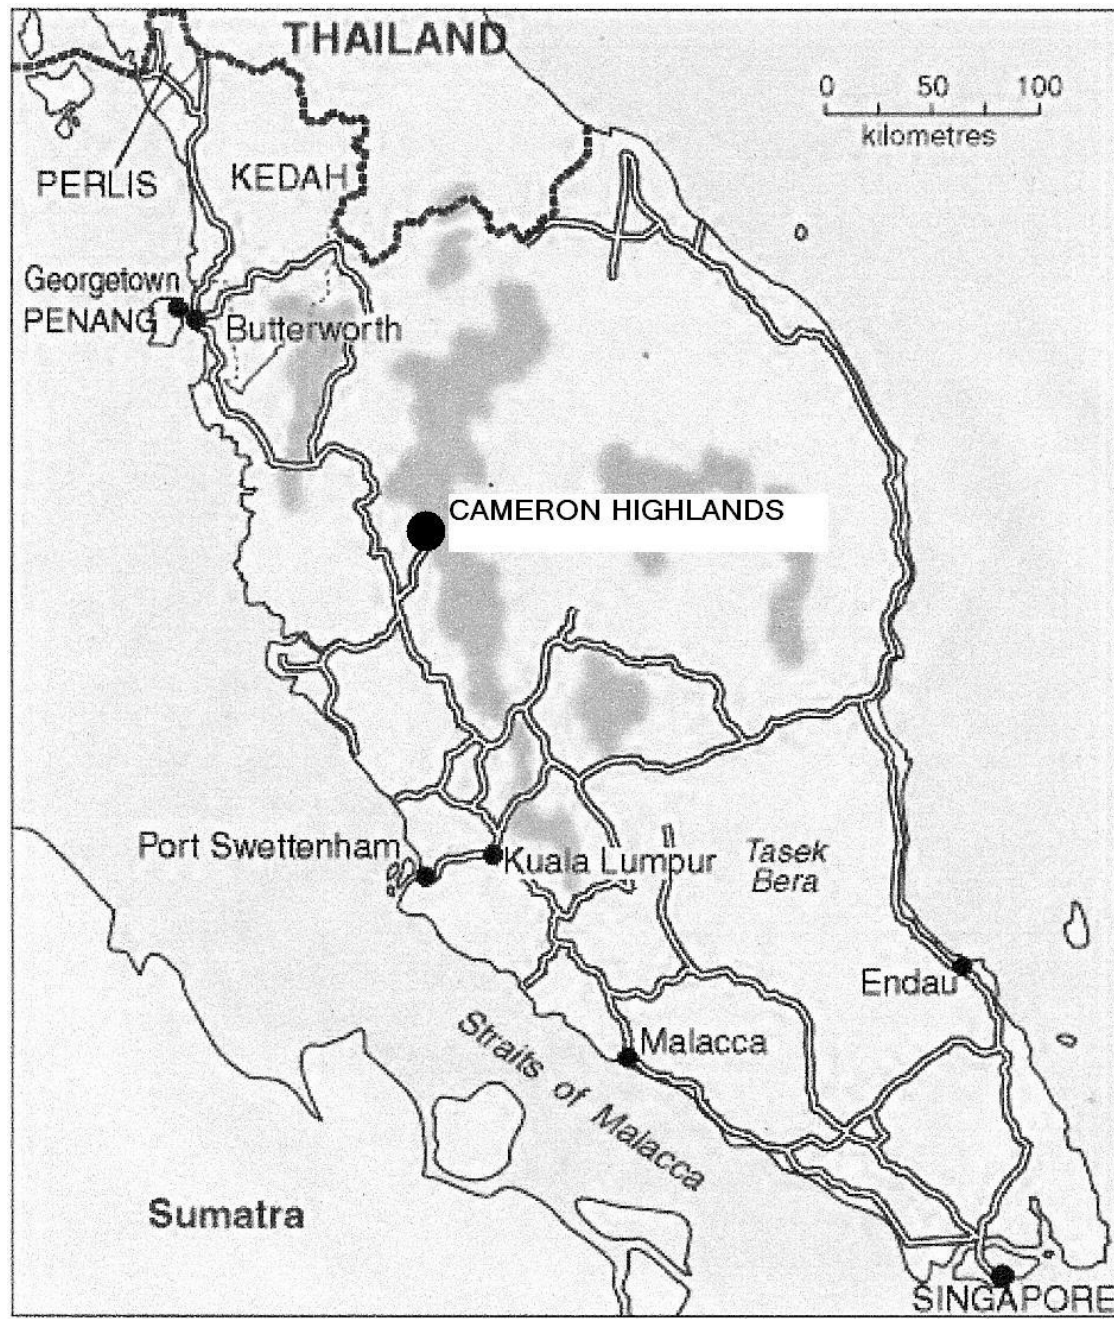 THAILAND
0 50 100
kilometres
PERLIS
KEDAH
Georgetown
PENANG
Butterworth
CAMERON HIGHLANDS
Port Swettenham
Kuala Lumpur
Tasek
Bera
Endau
Malacca
Straits of Malacca
Sumatra
SINGAPORE